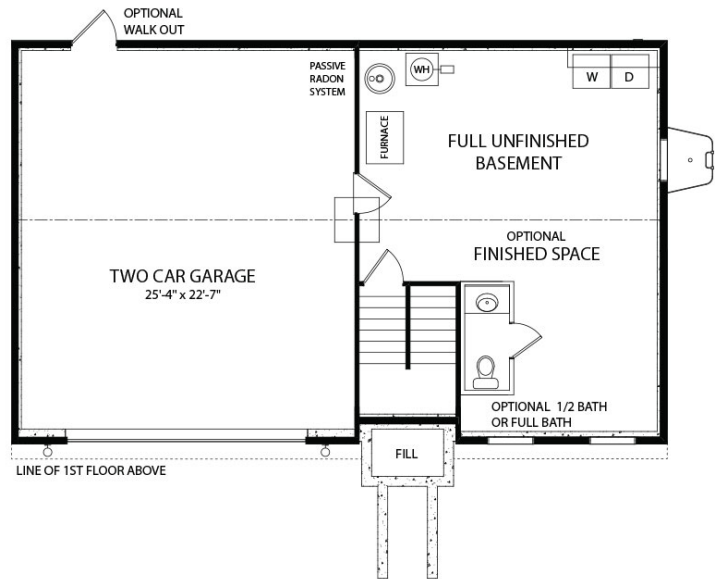 OPTIONAL
WALK OUT
PASSIVE
RADON
SYSTEM
WH
W
D
FURNACE
FULL UNFINISHED
BASEMENT
OPTIONAL
FINISHED SPACE
TWO CAR GARAGE
25'-4" x 22'-7"
OPTIONAL 1/2 BATH
OR FULL BATH
FILL
LINE OF 1ST FLOOR ABOVE